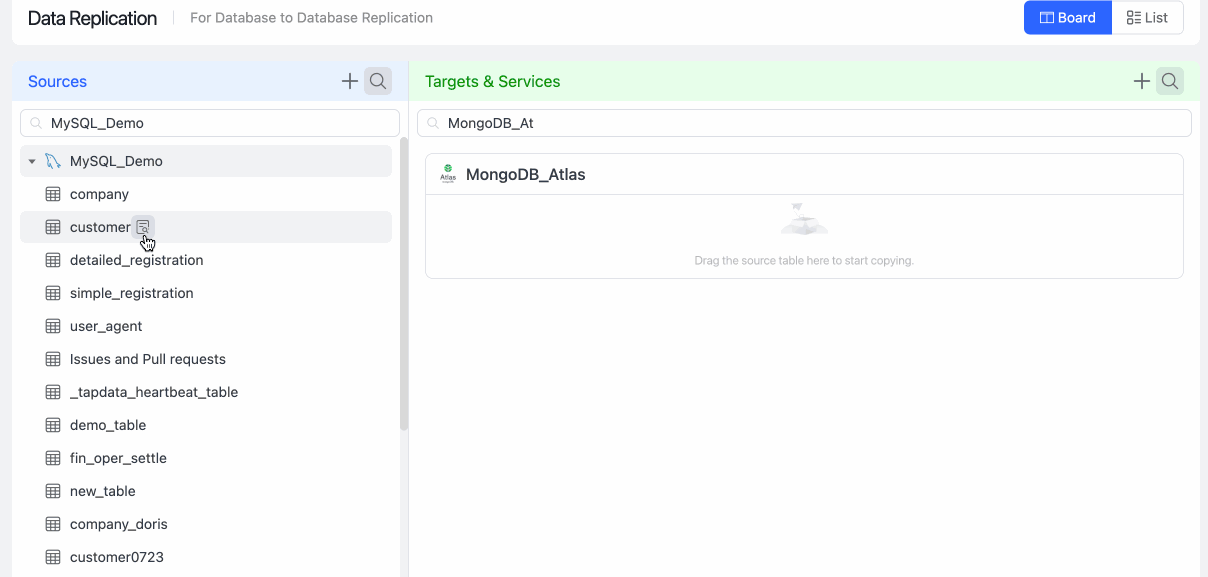 Data Replication
For Database to Database Replication
Board
List
Sources
MySQL_Demo
MySQL_Demo
company
customer
detailed_registration
simple_registration
user_agent
Issues and Pull requests
_tapdata_heartbeat_table
demo_table
fin_oper_settle
new_table
company_doris
customer0723
Targets & Services
MongoDB_At
Atlas
MongoDB_Atlas
Drag the source table here to start copying.